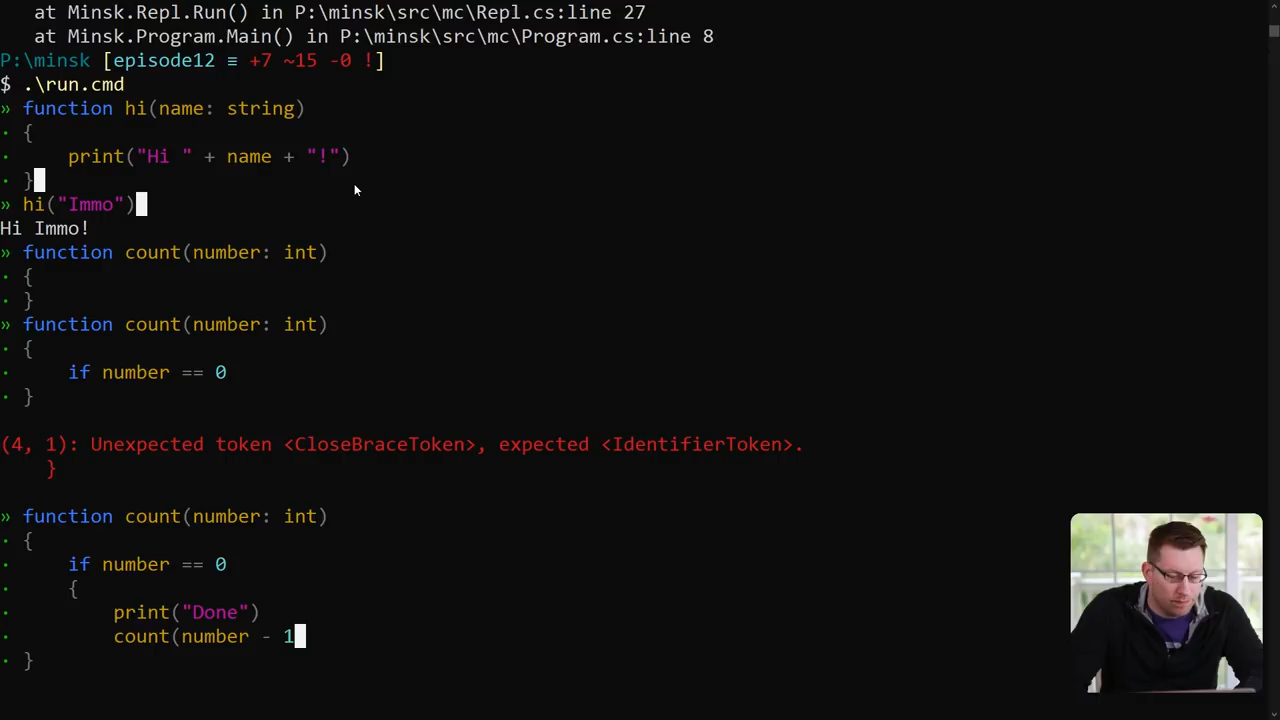 at Minsk.Repl.Run() in P:\minsk\src\mc\Repl.cs:line 27
at Minsk.Program.Main() in P:\minsk\src\mc\Program.cs:line 8
P:\minsk [episode12 ≡ +7 ~15 -0 !]
$ .\run.cmd
» function hi(name: string)
· {
·     print("Hi " + name + "!")
· }
» hi("Immo")
Hi Immo!
» function count(number: int)
· {
· }
» function count(number: int)
· {
·     if number == 0
· }
(4, 1): Unexpected token <CloseBraceToken>, expected <IdentifierToken>.
}
» function count(number: int)
· {
·     if number == 0
·     {
·         print("Done")
·         count(number - 1
· }